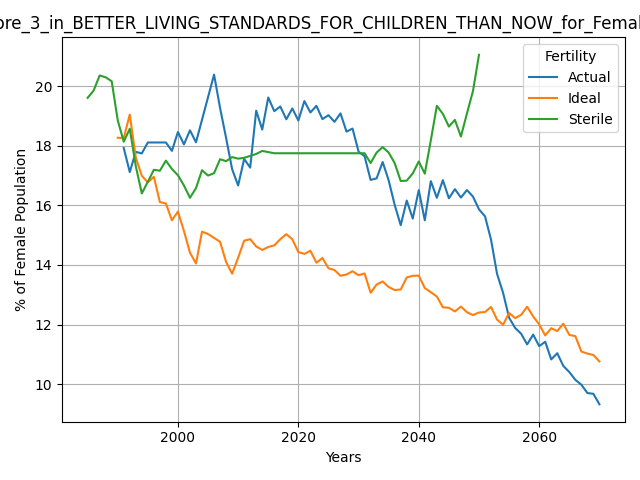 ore_3_in_BETTER_LIVING_STANDARDS_FOR_CHILDREN_THAN_NOW_for_Femal
Fertility
Actual
Ideal
Sterile
% of Female Population
20
18
16
14
12
10
2000 2020 2040 2060
Years